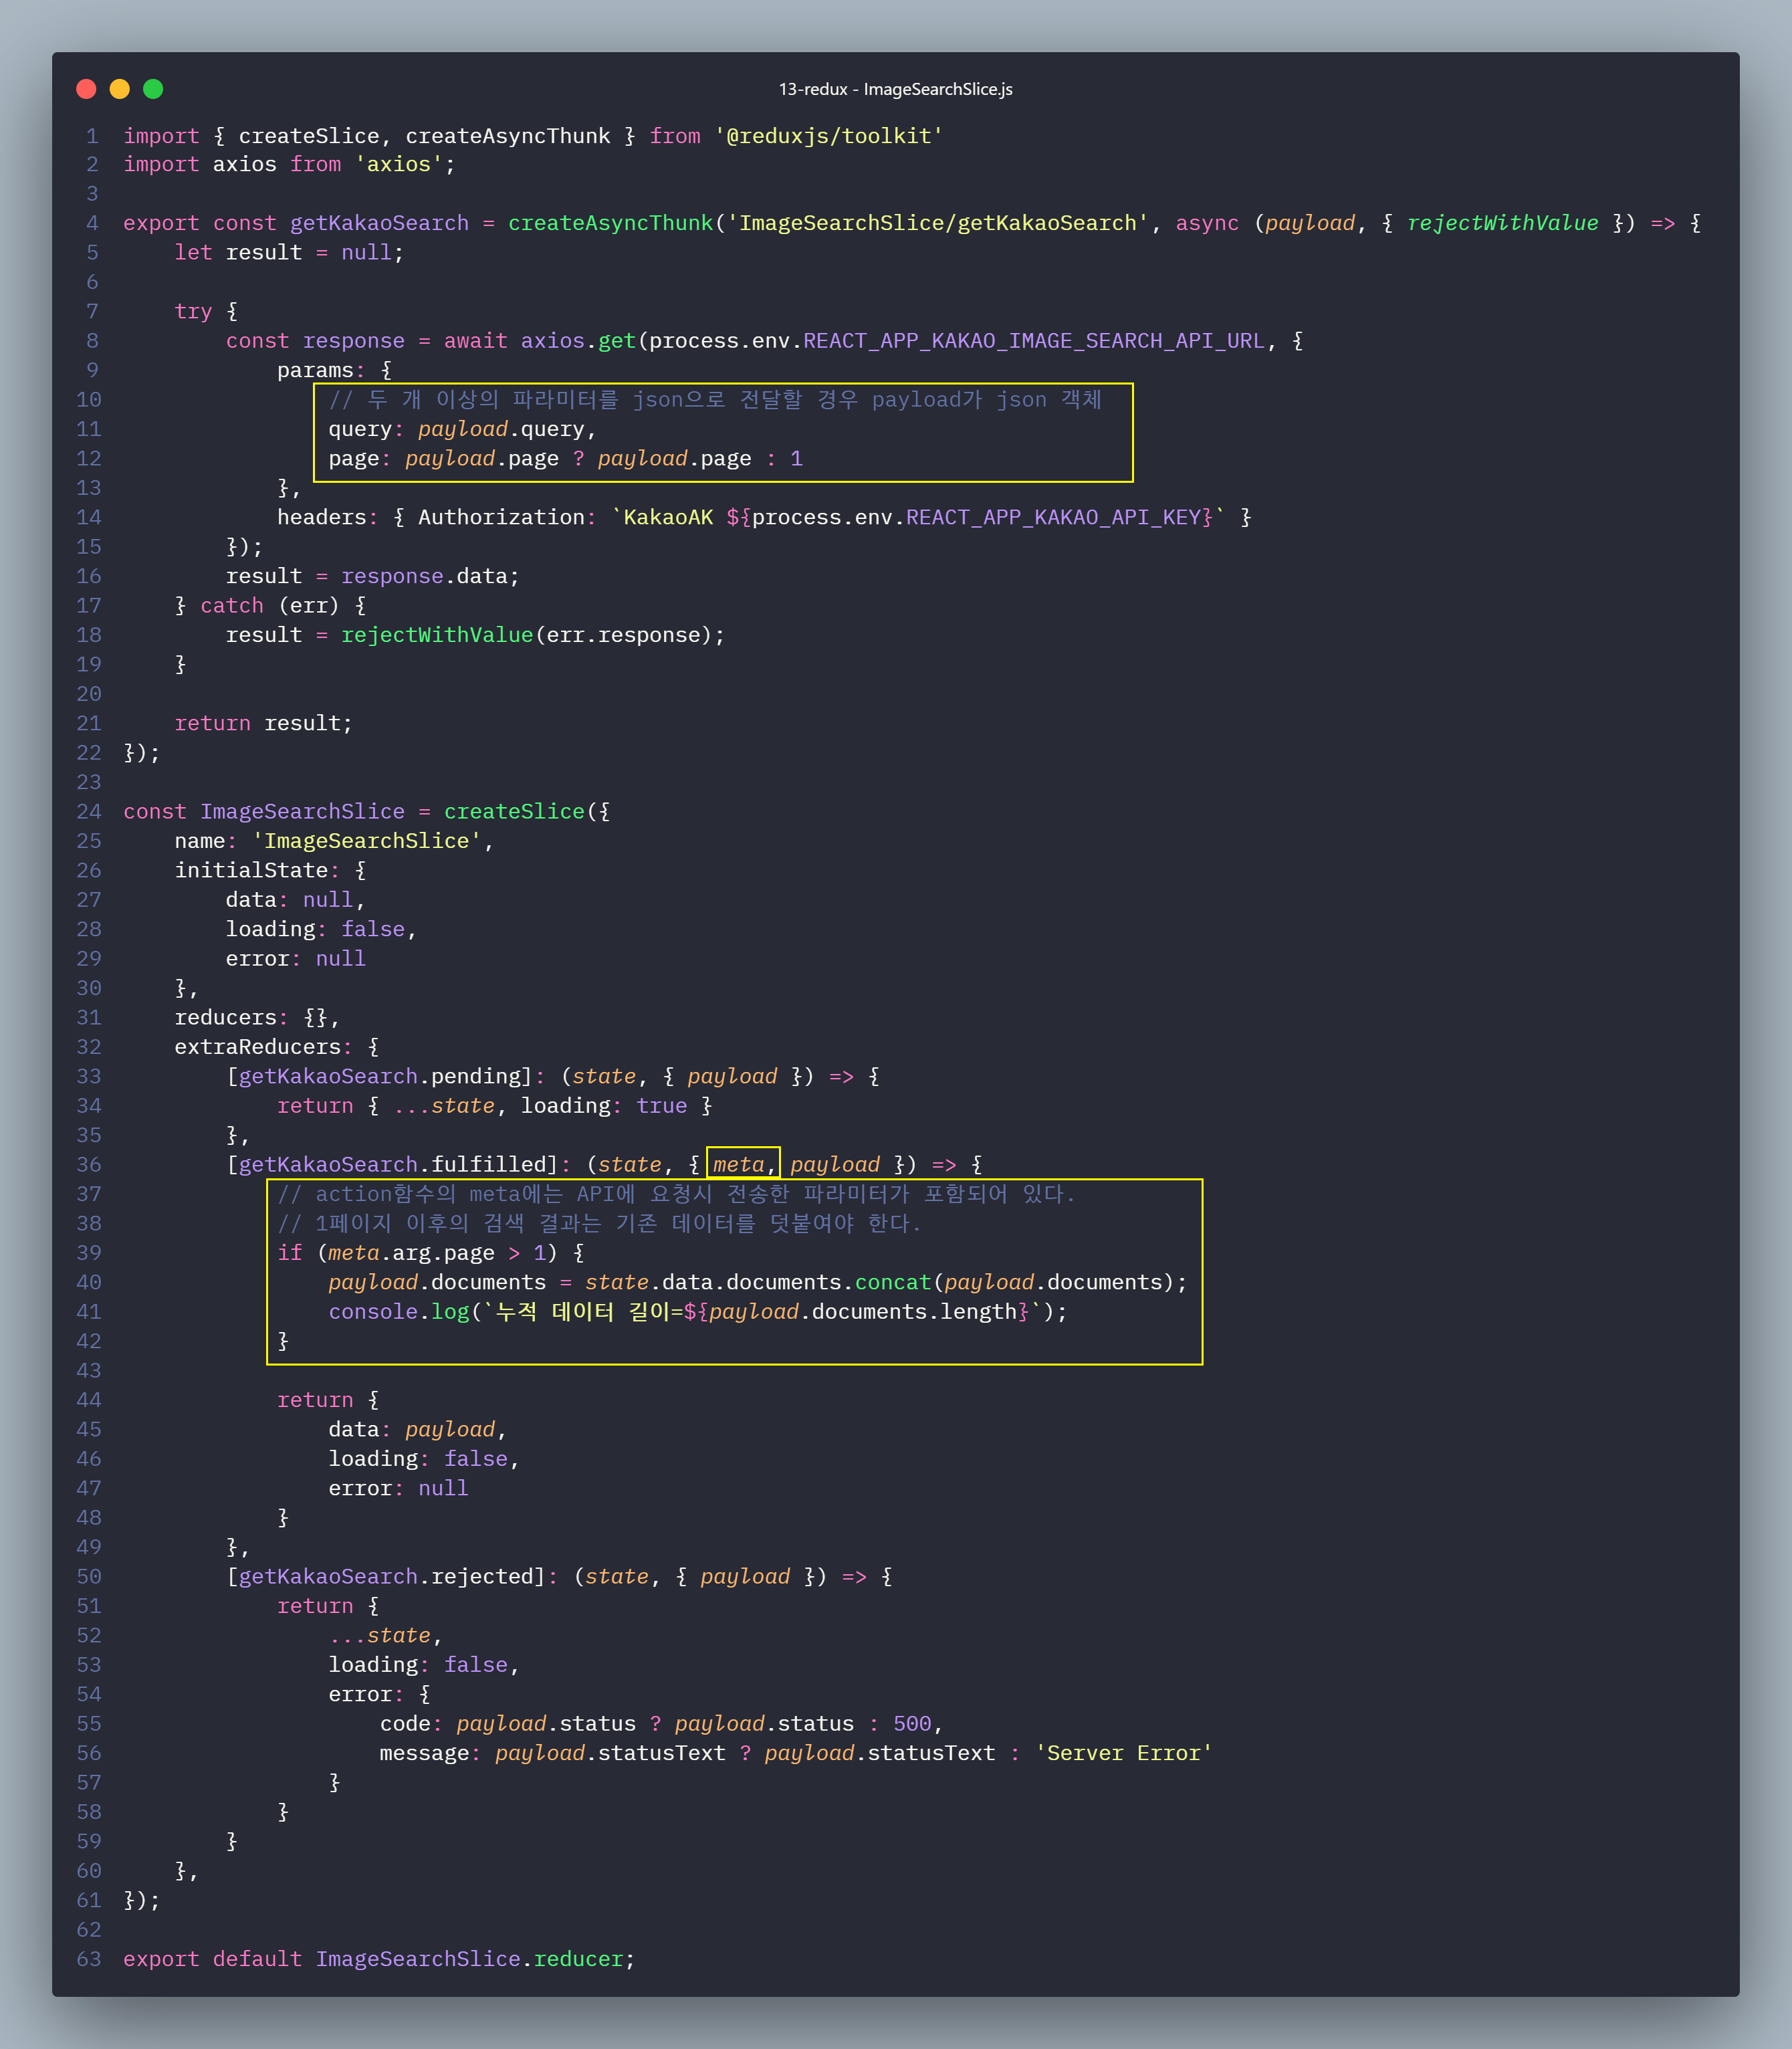 13-redux - ImageSearchSlice.js
1 import { createSlice, createAsyncThunk } from '@reduxjs/toolkit'
2 import axios from 'axios';
3
4 export const getKakaoSearch = createAsyncThunk('ImageSearchSlice/getKakaoSearch', async (payload, { rejectWithValue }) => {
5     let result = null;
6
7     try {
8         const response = await axios.get(process.env.REACT_APP_KAKAO_IMAGE_SEARCH_API_URL, {
9             params: {
10                 // 두 개 이상의 파라미터를 json으로 전달할 경우 payload가 json 객체
11                 query: payload.query,
12                 page: payload.page ? payload.page : 1
13             },
14             headers: { Authorization: `KakaoAK ${process.env.REACT_APP_KAKAO_API_KEY}` }
15         });
16         result = response.data;
17     } catch (err) {
18         result = rejectWithValue(err.response);
19     }
20
21     return result;
22 });
23
24 const ImageSearchSlice = createSlice({
25     name: 'ImageSearchSlice',
26     initialState: {
27         data: null,
28         loading: false,
29         error: null
30     },
31     reducers: {},
32     extraReducers: {
33         [getKakaoSearch.pending]: (state, { payload }) => {
34             return { ...state, loading: true }
35         },
36         [getKakaoSearch.fulfilled]: (state, { meta, payload }) => {
37             // action함수의 meta에는 API에 요청시 전송한 파라미터가 포함되어 있다.
38             // 1페이지 이후의 검색 결과는 기존 데이터를 덧붙여야 한다.
39             if (meta.arg.page > 1) {
40                 payload.documents = state.data.documents.concat(payload.documents);
41                 console.log(`누적 데이터 길이=${payload.documents.length}`);
42             }
43
44             return {
45                 data: payload,
46                 loading: false,
47                 error: null
48             }
49         },
50         [getKakaoSearch.rejected]: (state, { payload }) => {
51             return {
52                 ...state,
53                 loading: false,
54                 error: {
55                     code: payload.status ? payload.status : 500,
56                     message: payload.statusText ? payload.statusText : 'Server Error'
57                 }
58             }
59         }
60     },
61 });
62
63 export default ImageSearchSlice.reducer;